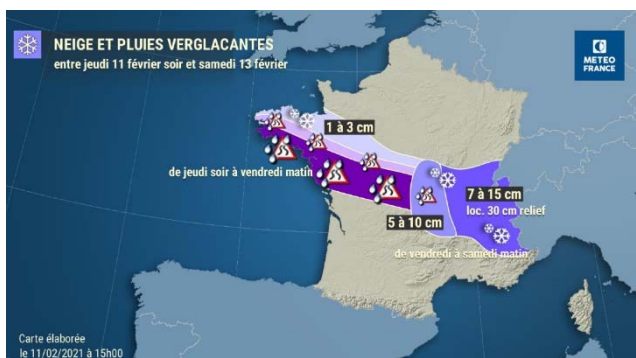 NEIGE ET PLUIES VERGLACANTES
entre jeudi 11 février soir et samedi 13 février
METEO
FRANCE
1 à 3 cm
de jeudi soir à vendredi matin
7 à 15 cm
loc. 30 cm relief
5 à 10 cm
de vendredi à samedi matin
Carte élaborée
le 11/02/2021 à 15h00